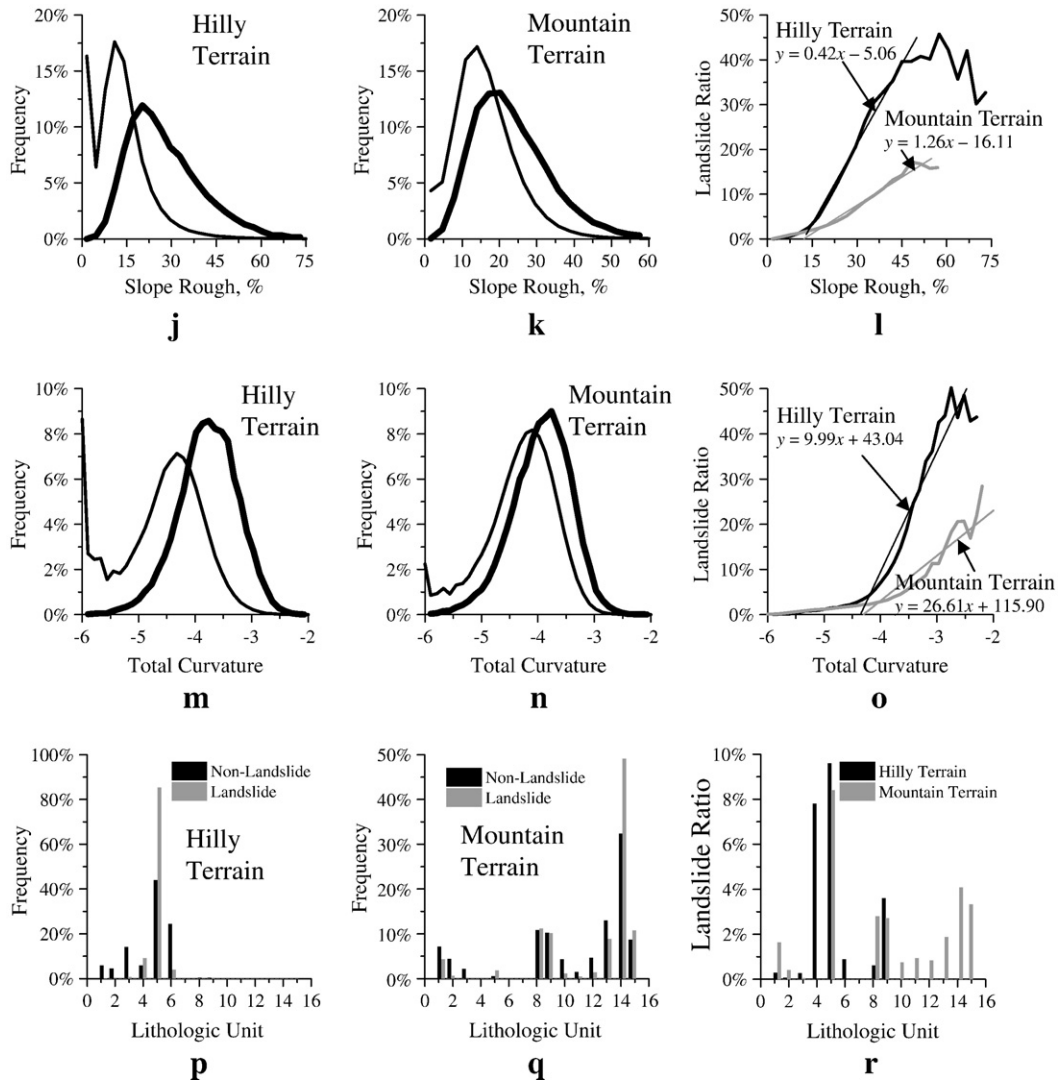 20%
15%
10%
5%
0%
Frequency
Hilly
Terrain
0 15 30 45 60 75
Slope Rough, %
j
20%
15%
10%
5%
0%
Frequency
Mountain
Terrain
0 10 20 30 40 50 60
Slope Rough, %
k
50%
40%
30%
20%
10%
0%
Landslide Ratio
Hilly Terrain
y = 0.42x – 5.06
Mountain Terrain
y = 1.26x – 16.11
0 15 30 45 60 75
Slope Rough, %
l
10%
8%
6%
4%
2%
0%
Frequency
Hilly
Terrain
-6 -5 -4 -3 -2
Total Curvature
m
10%
8%
6%
4%
2%
0%
Frequency
Mountain
Terrain
-6 -5 -4 -3 -2
Total Curvature
n
50%
40%
30%
20%
10%
0%
Landslide Ratio
Hilly Terrain
y = 9.99x + 43.04
Mountain Terrain
y = 26.61x + 115.90
-6 -5 -4 -3 -2
Total Curvature
o
100%
80%
60%
40%
20%
0%
Frequency
Non-Landslide
Landslide
Hilly
Terrain
0 2 4 6 8 10 12 14 16
Lithologic Unit
p
50%
40%
30%
20%
10%
0%
Frequency
Non-Landslide
Landslide
Mountain
Terrain
0 2 4 6 8 10 12 14 16
Lithologic Unit
q
10%
8%
6%
4%
2%
0%
Landslide Ratio
Hilly Terrain
Mountain Terrain
0 2 4 6 8 10 12 14 16
Lithologic Unit
r